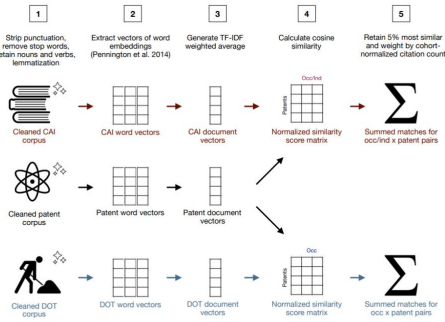 1
2
3
4
5
Strip punctuation,
remove stop words,
retain nouns and verbs,
lemmatization
Extract vectors of word
embeddings
(Pennington et al. 2014)
Generate TF-IDF
weighted average
Calculate cosine
similarity
Retain 5% most similar
and weight by cohort-
normalized citation count
Cleaned CAI
corpus
CAI word vectors
CAI document
vectors
Occ/Ind
Patents
Normalized similarity
score matrix
Summed matches for
occ/ind x patent pairs
Cleaned patent
corpus
Patent word vectors
Patent document
vectors
Cleaned DOT
corpus
DOT word vectors
DOT document
vectors
Occ
Patents
Normalized similarity
score matrix
Summed matches for
occ x patent pairs